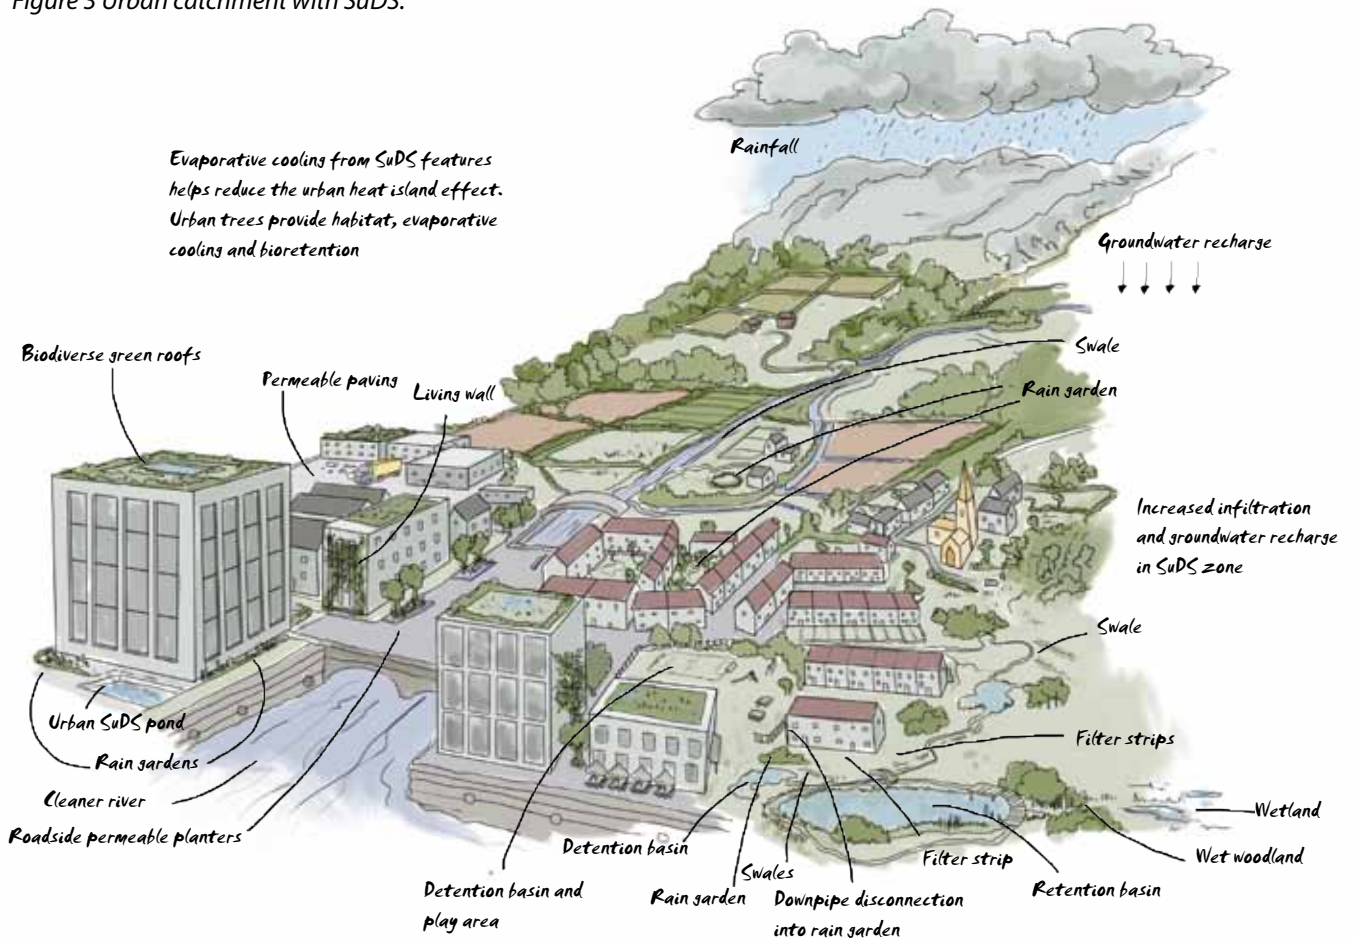 Figure 3 Urban catchment with SuDS.
Rainfall
Evaporative cooling from SuDS features
helps reduce the urban heat island effect.
Urban trees provide habitat, evaporative
cooling and bioretention
Groundwater recharge
Swale
Biodiverse green roofs
Permeable paving
Living wall
Rain garden
Increased infiltration
and groundwater recharge
in SuDS zone
Swale
Urban SuDS pond
Filter strips
Rain gardens
Cleaner river
Wetland
Roadside permeable planters
Detention basin
Filter strip
Wet woodland
Swales
Detention basin and
play area
Rain garden
Downpipe disconnection
into rain garden
Retention basin